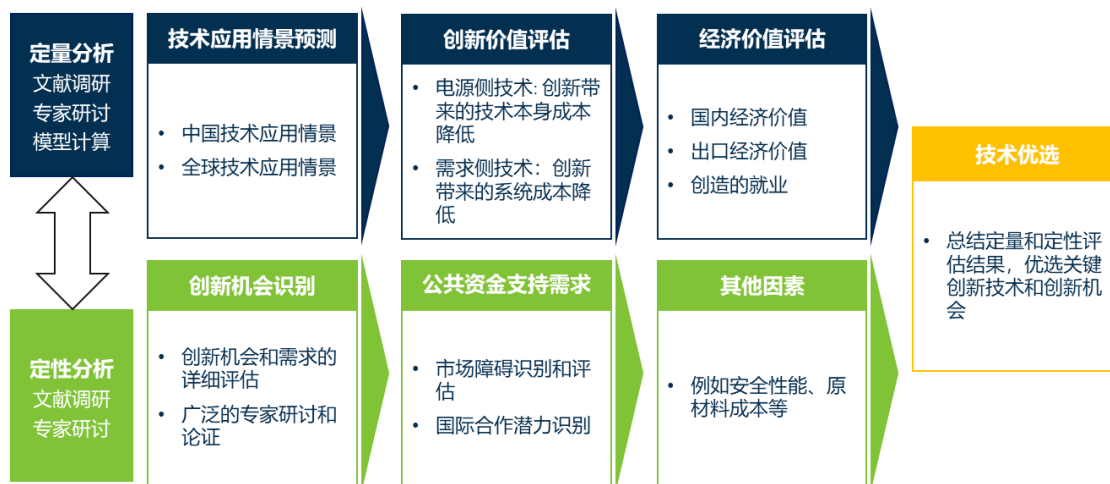 定量分析
文献调研
专家研讨
模型计算
技术应用情景预测
• 中国技术应用情景
• 全球技术应用情景
创新价值评估
• 电源侧技术: 创新带
来的技术本身成本
降低
• 需求侧技术：创新
带来的系统成本降
低
经济价值评估
• 国内经济价值
• 出口经济价值
• 创造的就业
定性分析
文献调研
专家研讨
创新机会识别
• 创新机会和需求的
详细评估
• 广泛的专家研讨和
论证
公共资金支持需求
• 市场障碍识别和评
估
• 国际合作潜力识别
其他因素
• 例如安全性能、原
材料成本等
技术优选
• 总结定量和定性评
估结果，优选关键
创新技术和创新机
会